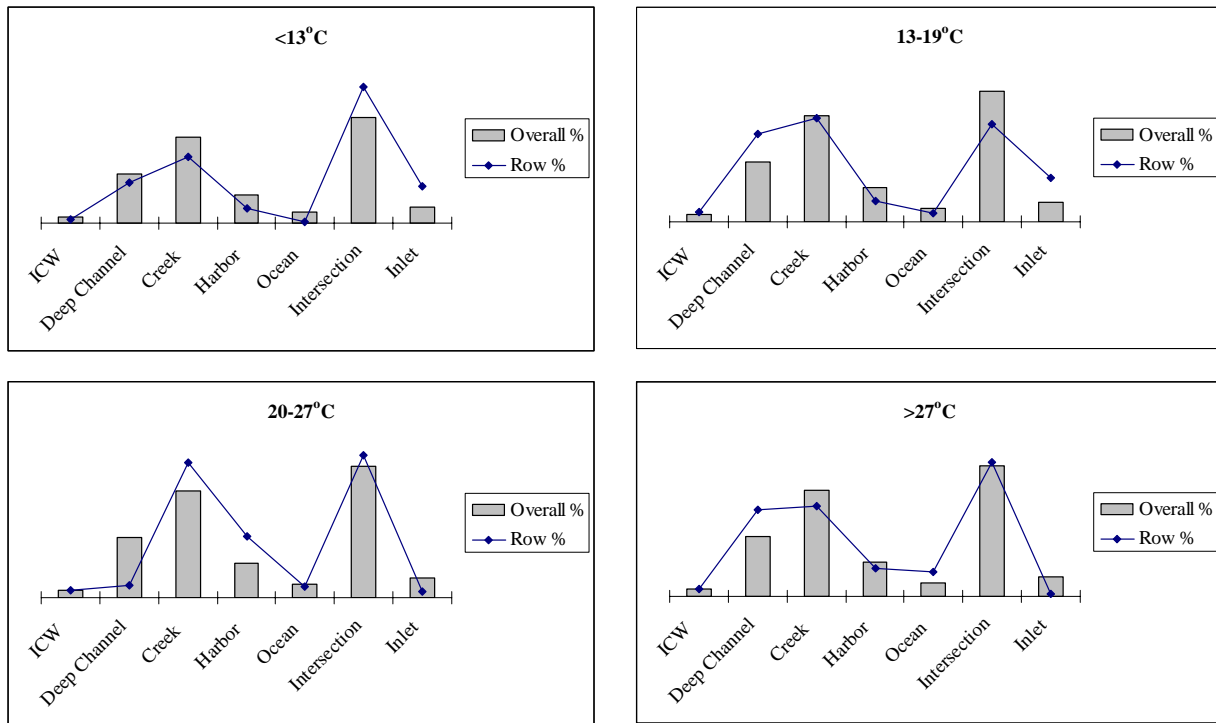 <13°C
Overall %
Row %
ICW
Deep Channel
Creek
Harbor
Ocean
Intersection
Inlet
13-19°C
Overall %
Row %
ICW
Deep Channel
Creek
Harbor
Ocean
Intersection
Inlet
20-27°C
Overall %
Row %
ICW
Deep Channel
Creek
Harbor
Ocean
Intersection
Inlet
>27°C
Overall %
Row %
ICW
Deep Channel
Creek
Harbor
Ocean
Intersection
Inlet